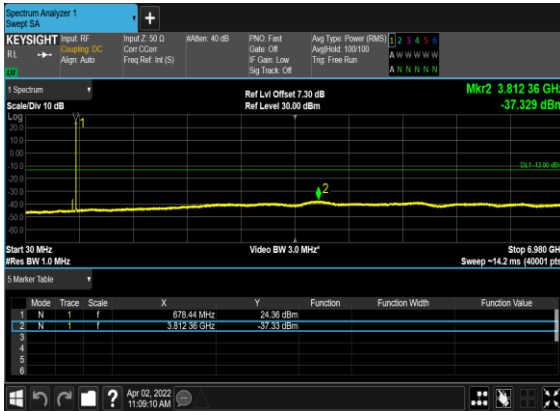 Spectrum Analyzer 1
Swept SA
KEYSIGHT Input: RF Input Z: 50 Ω #Atten: 40 dB PNO: Fast Avg Type: Power (RMS) 1 2 3 4 5 6
RL Coupling: DC Corr CCorr Gate: Off Avg|Hold: 100/100 A W W W W W
Align: Auto Freq Ref: Int (S) IF Gain: Low Trig: Free Run
Sig Track: Off A N N N N N
1 Spectrum Ref Lvl Offset 7.30 dB Mkr2 3.812 36 GHz
Scale/Div 10 dB Ref Level 30.00 dBm -37.329 dBm
Log
20.0
10.0
0.00
-10.0
DL1 -13.00 dBm
-20.0
-30.0
-40.0
-50.0
-60.0
1
2
Start 30 MHz Video BW 3.0 MHz* Stop 6.980 GHz
#Res BW 1.0 MHz Sweep ~14.2 ms (40001 pts)
5 Marker Table
Mode Trace Scale X Y Function Function Width Function Value
1 N 1 f 678.44 MHz 24.36 dBm
2 N 1 f 3.812 36 GHz -37.33 dBm
3
4
5
6
Apr 02, 2022
11:09:10 AM